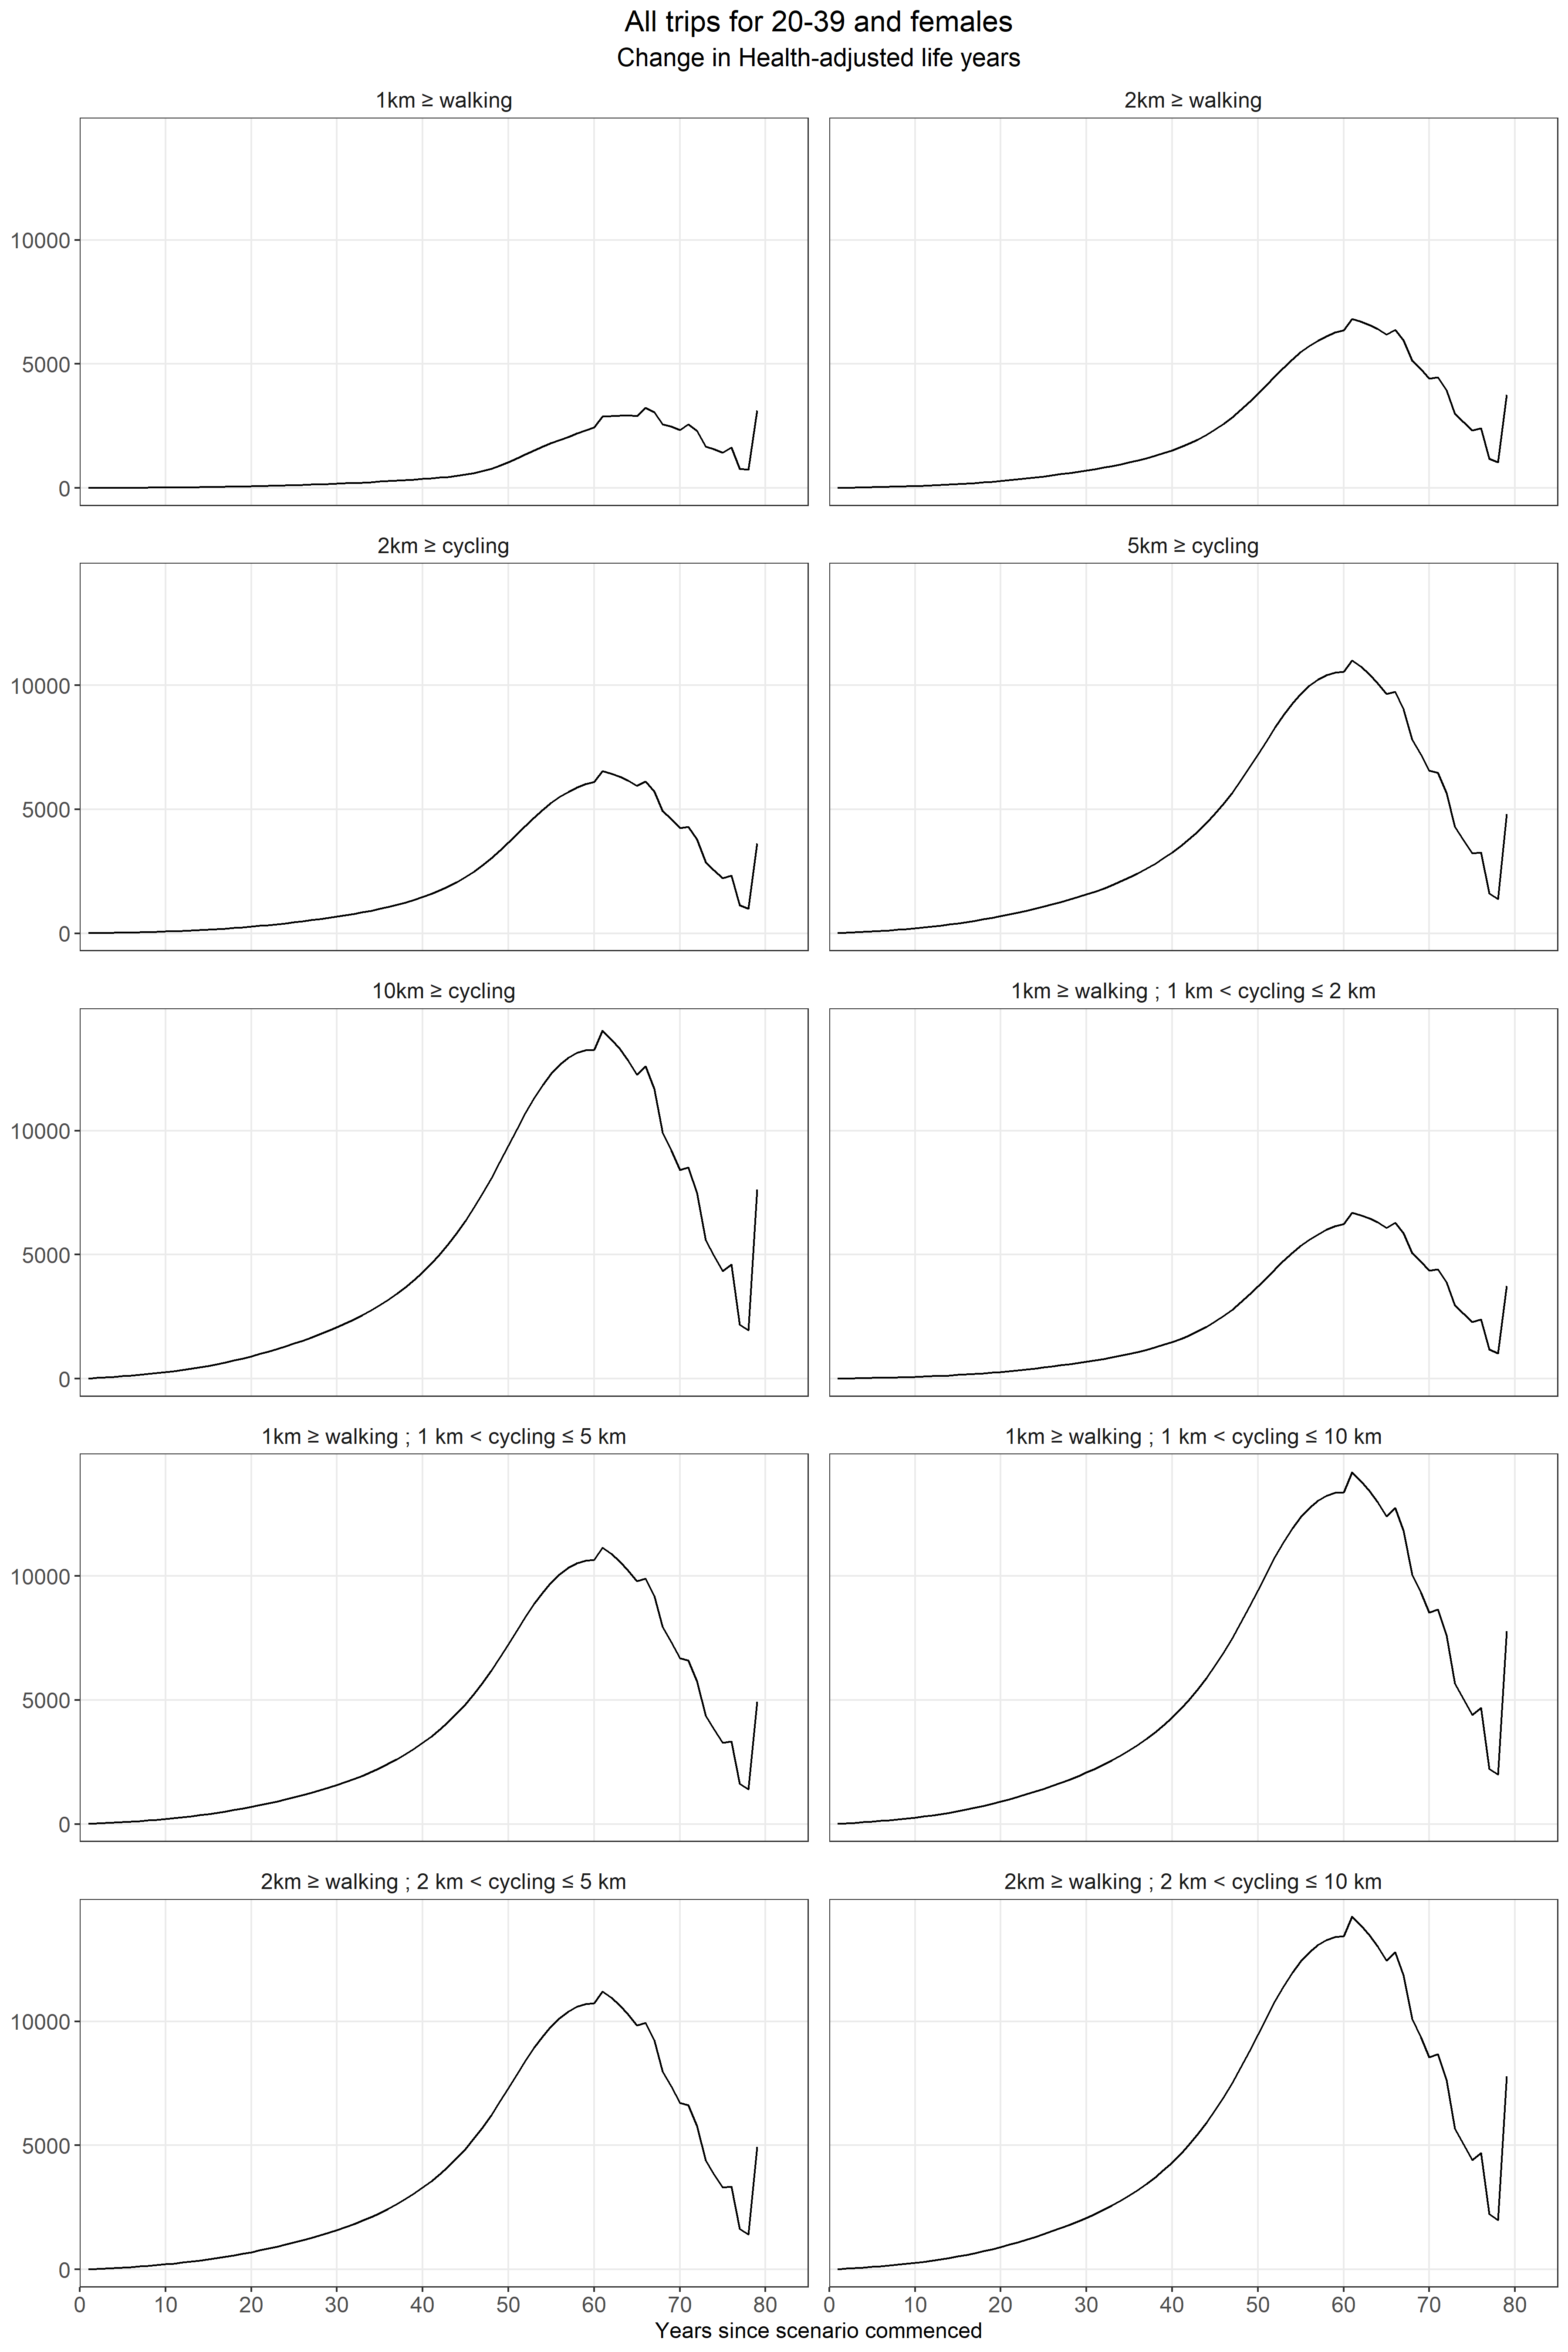 All trips for 20-39 and females
Change in Health-adjusted life years
1km ≥ walking
2km ≥ walking
10000
5000
0
2km ≥ cycling
5km ≥ cycling
10000
5000
0
10km ≥ cycling
1km ≥ walking ; 1 km < cycling ≤ 2 km
10000
5000
0
1km ≥ walking ; 1 km < cycling ≤ 5 km
1km ≥ walking ; 1 km < cycling ≤ 10 km
10000
5000
0
2km ≥ walking ; 2 km < cycling ≤ 5 km
2km ≥ walking ; 2 km < cycling ≤ 10 km
10000
5000
0
0 10 20 30 40 50 60 70 80 0 10 20 30 40 50 60 70 80
Years since scenario commenced